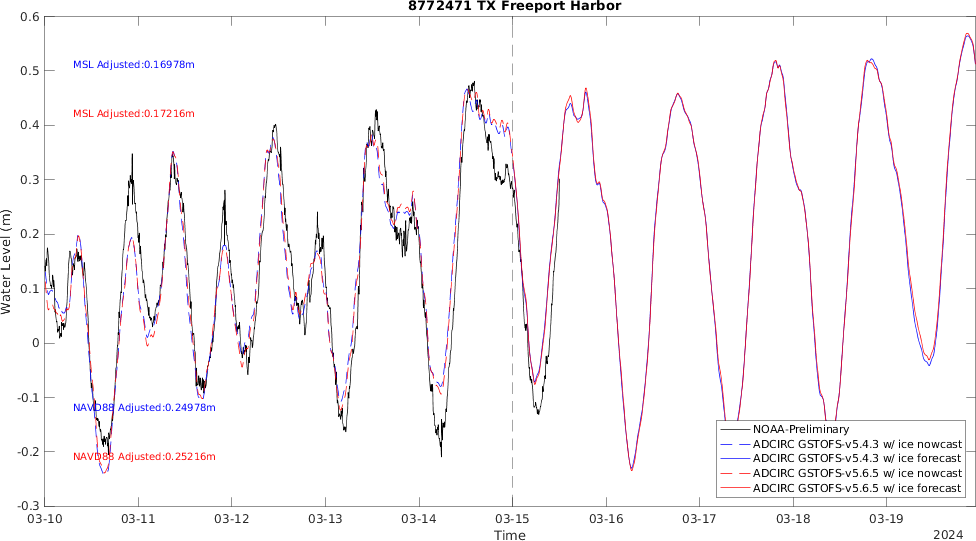 8772471 TX Freeport Harbor
0.6
0.5
0.4
0.3
0.2
0.1
0
-0.1
-0.2
-0.3
Water Level (m)
MSL Adjusted:0.16978m
MSL Adjusted:0.17216m
NAVD88 Adjusted:0.24978m
NAVD88 Adjusted:0.25216m
NOAA-Preliminary
ADCIRC GSTOFS-v5.4.3 w/ ice nowcast
ADCIRC GSTOFS-v5.4.3 w/ ice forecast
ADCIRC GSTOFS-v5.6.5 w/ ice nowcast
ADCIRC GSTOFS-v5.6.5 w/ ice forecast
03-10 03-11 03-12 03-13 03-14 03-15 03-16 03-17 03-18 03-19
Time
2024